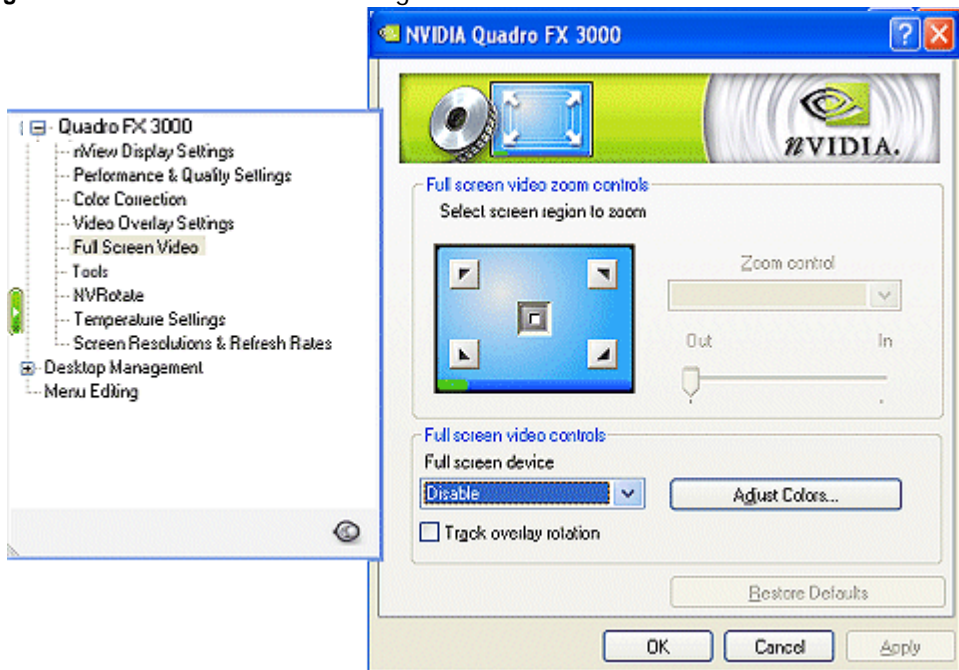 NVIDIA Quadro FX 3000
nVIDIA.
Quadro FX 3000
nView Display Settings
Performance & Quality Settings
Color Correction
Video Overlay Settings
Full Screen Video
Tools
NVRotate
Temperature Settings
Screen Resolutions & Refresh Rates
Desktop Management
Menu Editing
Full screen video zoom controls
Select screen region to zoom
Zoom control
Out In
Full screen video controls
Full screen device
Disable
Adjust Colors...
Track overlay rotation
Restore Defaults
OK Cancel Apply